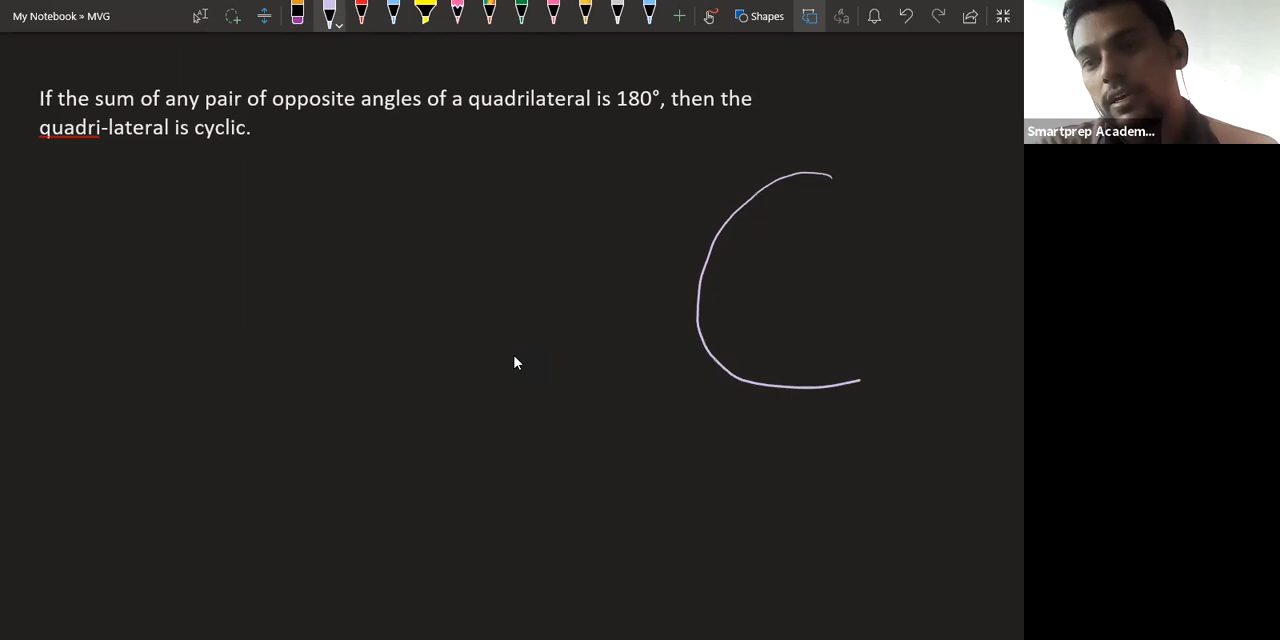 My Notebook » MVG
Shapes
If the sum of any pair of opposite angles of a quadrilateral is 180°, then the
quadri-lateral is cyclic.
Smartprep Academ...